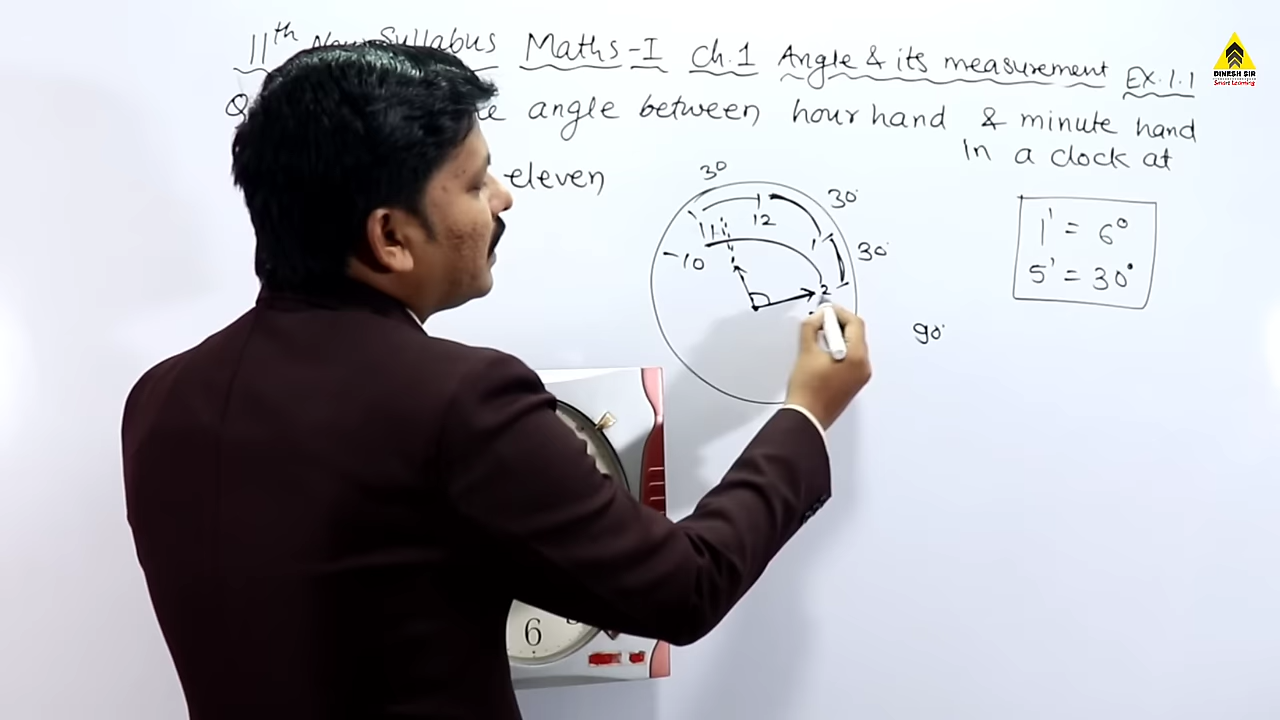 11th Syllabus Maths-I Ch.1 Angle & its measurement EX.1.1
angle between hour hand & minute hand
In a clock at
eleven
30
30°
12
11
1
30°
-10
2
1' = 6°
5' = 30°
90°
6
DINESH SIR
Smart Learning